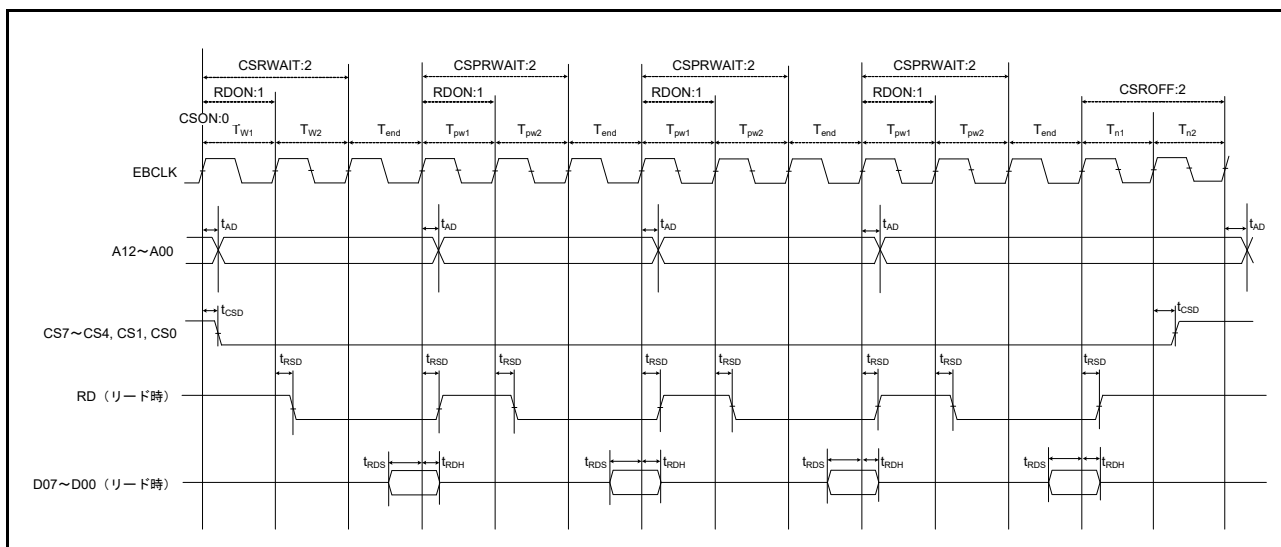 CSRWAIT:2 CSPRWAIT:2 CSPRWAIT:2 CSPRWAIT:2
RDON:1 RDON:1 RDON:1 RDON:1 CSROFF:2
CSON:0
TW1 TW2 Tend Tpw1 Tpw2 Tend Tpw1 Tpw2 Tend Tpw1 Tpw2 Tend Tn1 Tn2
EBCLK
tAD tAD tAD tAD tAD
A12～A00
tCSD tCSD
CS7～CS4, CS1, CS0
tRSD tRSD tRSD tRSD tRSD tRSD tRSD tRSD
RD（リード時）
tRDS tRDH tRDS tRDH tRDS tRDH tRDS tRDH
D07～D00（リード時）